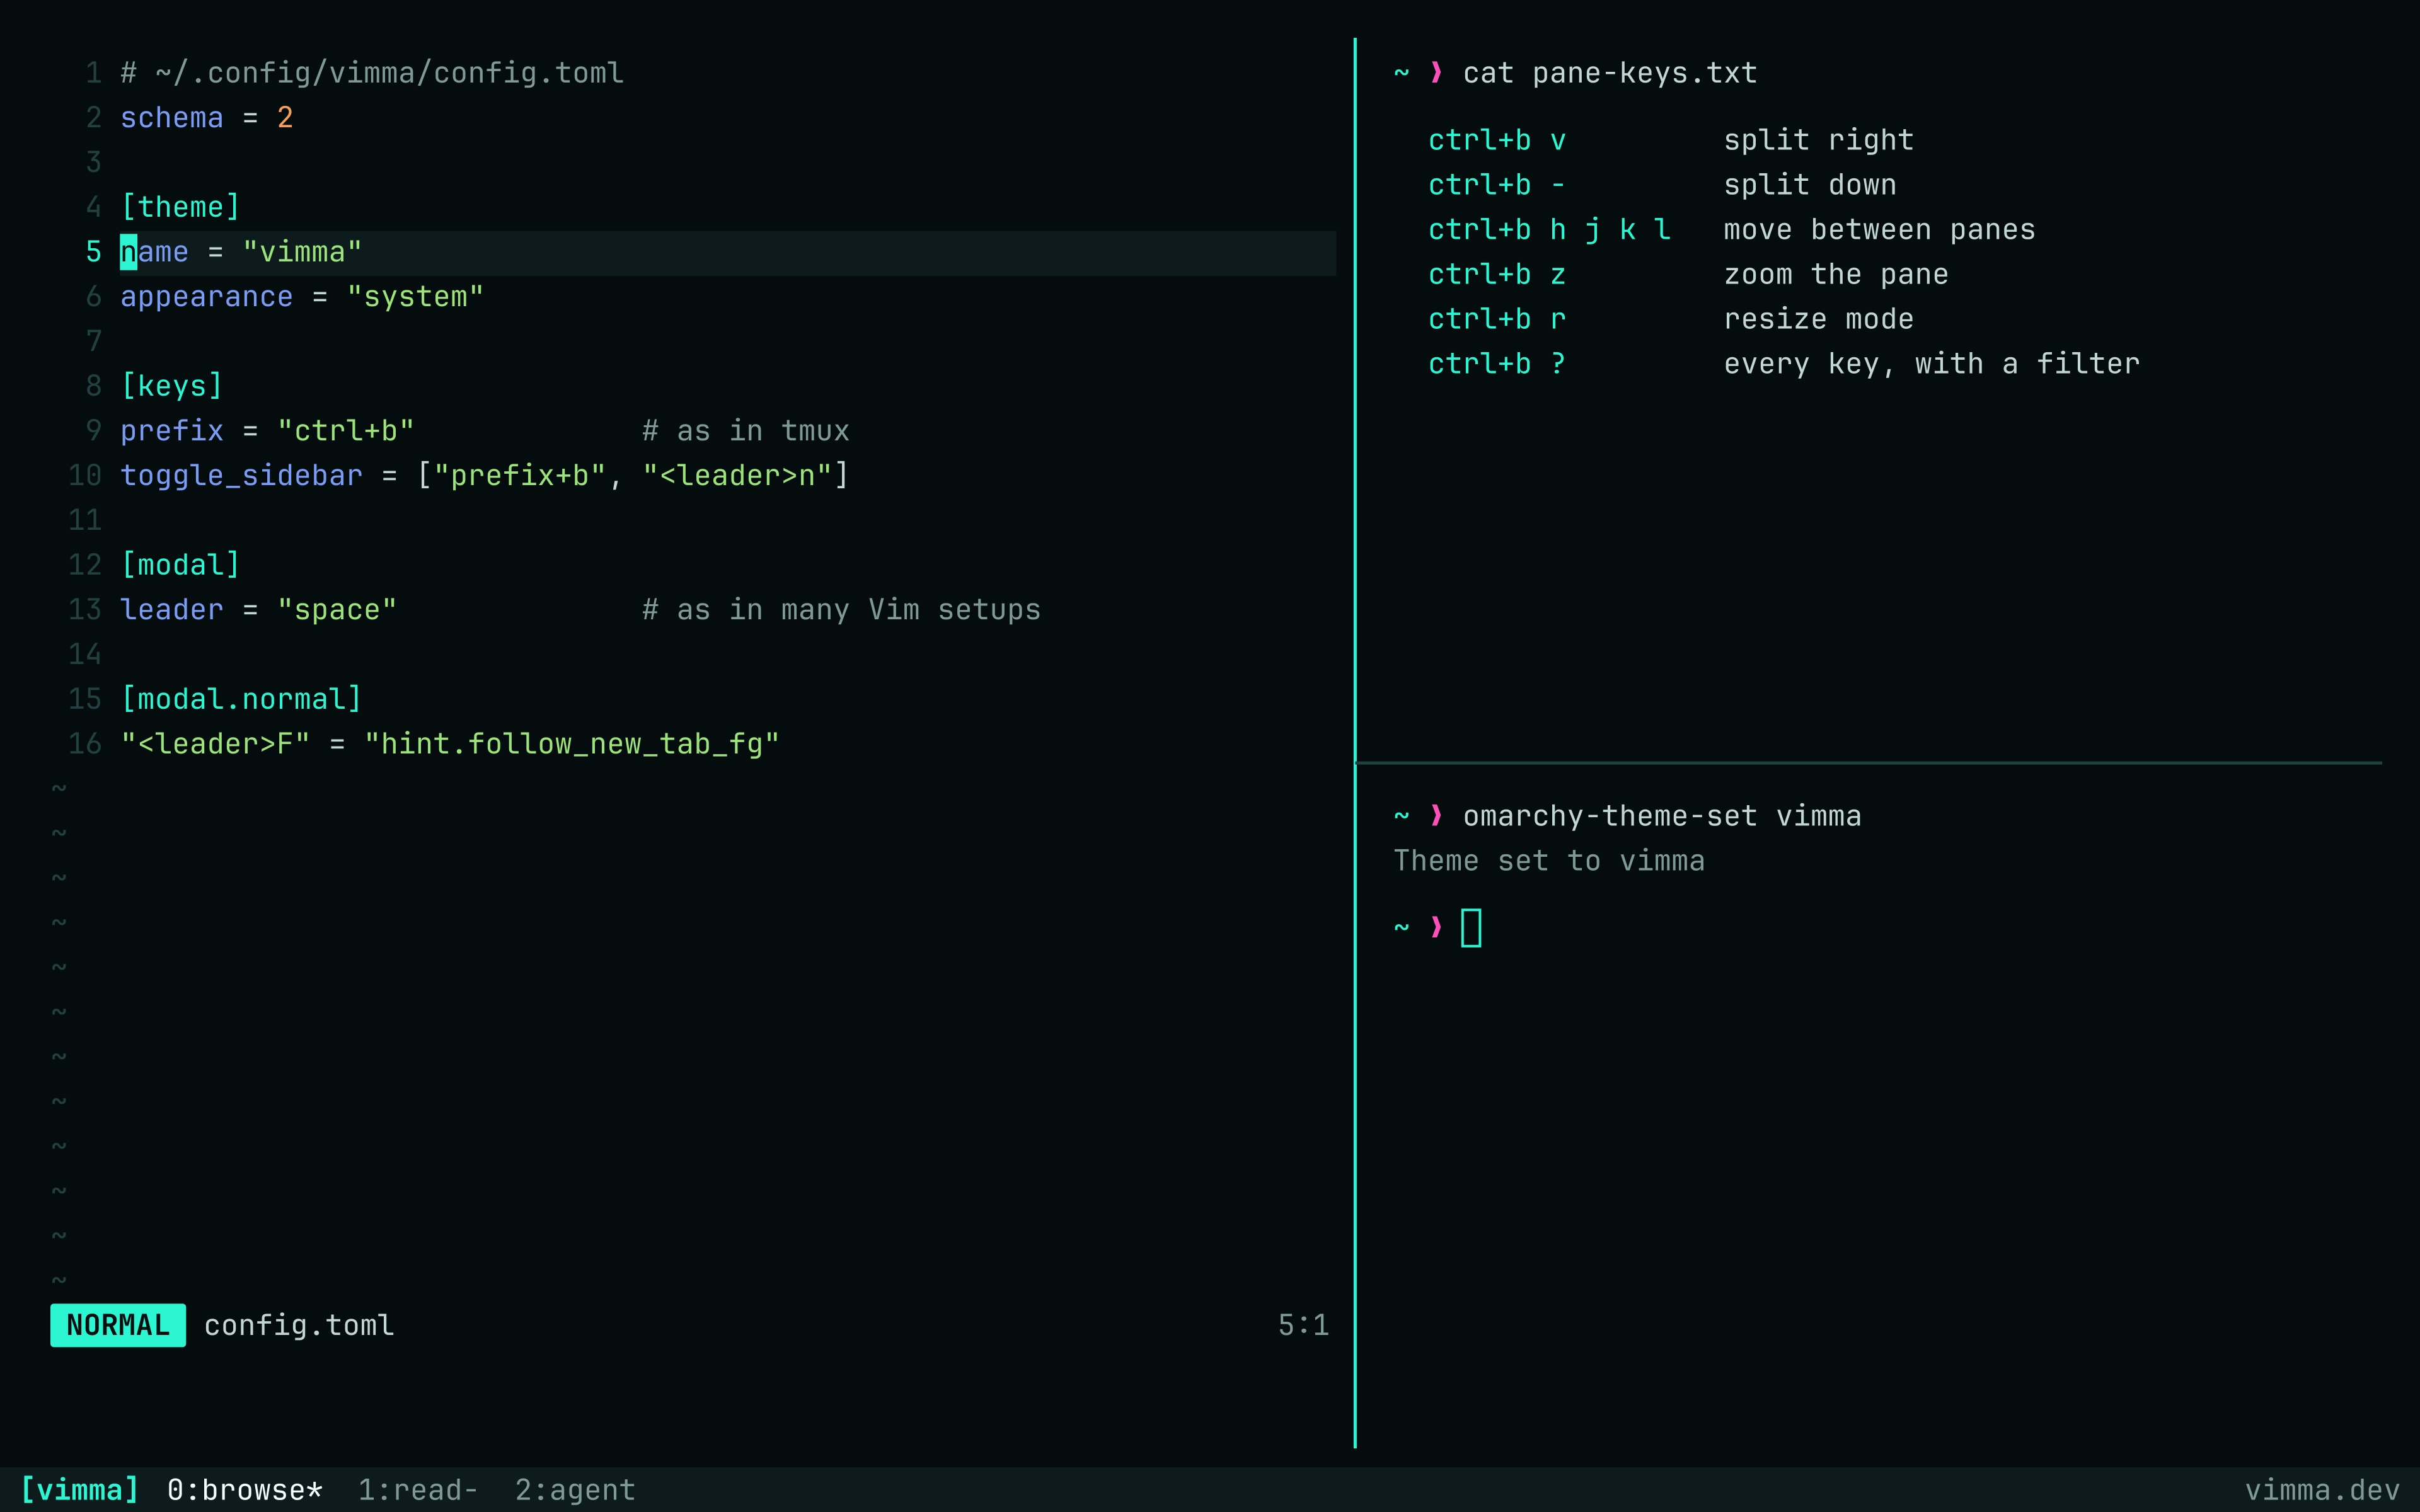 1 # ~/.config/vimma/config.toml
2 schema = 2
3
4 [theme]
5 name = "vimma"
6 appearance = "system"
7
8 [keys]
9 prefix = "ctrl+b"             # as in tmux
10 toggle_sidebar = ["prefix+b", "<leader>n"]
11
12 [modal]
13 leader = "space"              # as in many Vim setups
14
15 [modal.normal]
16 "<leader>F" = "hint.follow_new_tab_fg"
~
~
~
~
~
~
~
~
~
~
~
~
NORMAL config.toml 5:1
~ ❱ cat pane-keys.txt
ctrl+b v         split right
ctrl+b -         split down
ctrl+b h j k l   move between panes
ctrl+b z         zoom the pane
ctrl+b r         resize mode
ctrl+b ?         every key, with a filter
~ ❱ omarchy-theme-set vimma
Theme set to vimma
~ ❱
[vimma] 0:browse* 1:read- 2:agent vimma.dev